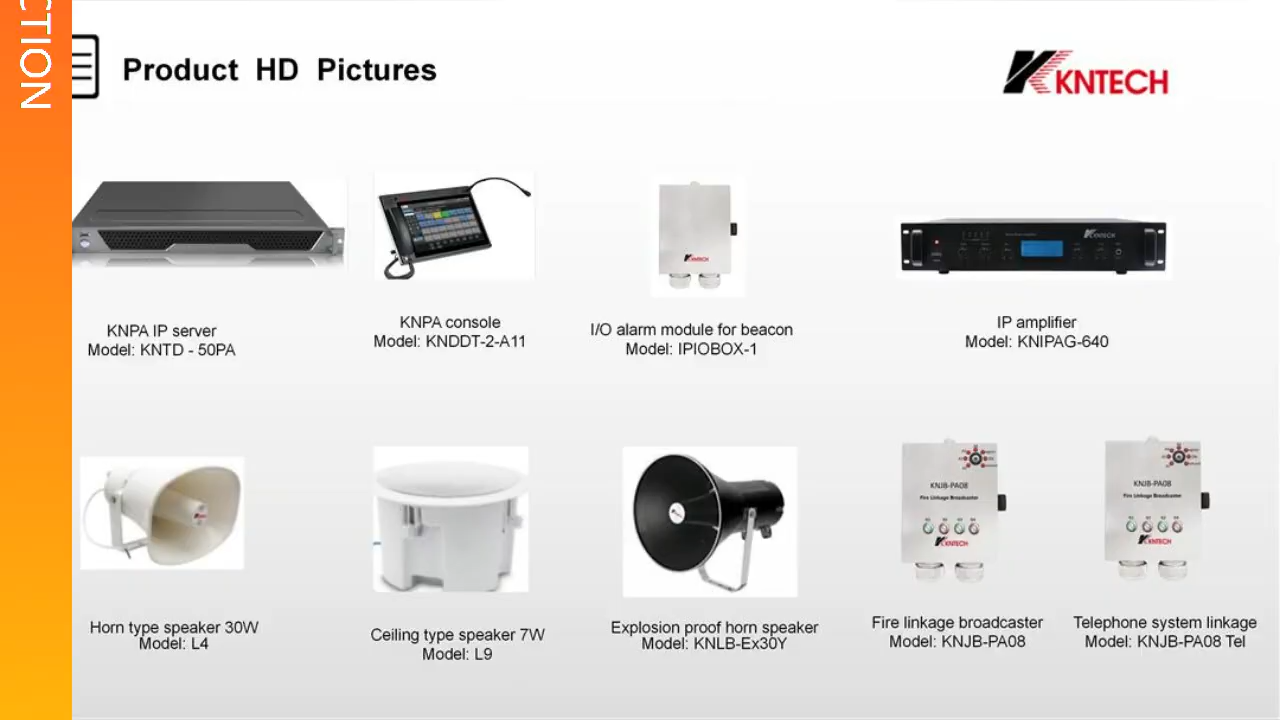 CTION
Product HD Pictures
KNTECH
KNTECH
KNTECH
KNPA IP server
Model: KNTD - 50PA
KNPA console
Model: KNDDT-2-A11
I/O alarm module for beacon
Model: IPIOBOX-1
IP amplifier
Model: KNIPAG-640
KNJB-PA08
Fire Linkage Broadcaster
KNTECH
KNJB-PA08
Fire Linkage Broadcaster
KNTECH
Horn type speaker 30W
Model: L4
Ceiling type speaker 7W
Model: L9
Explosion proof horn speaker
Model: KNLB-Ex30Y
Fire linkage broadcaster
Model: KNJB-PA08
Telephone system linkage
Model: KNJB-PA08 Tel